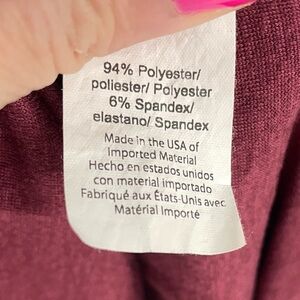 94% Polyester/
poliester/ Polyester
6% Spandex/
elastano/ Spandex
Made in the USA of
Imported Material
Hecho en estados unidos
con material importado
Fabriqué aux États-Unis avec
Matérial Importé